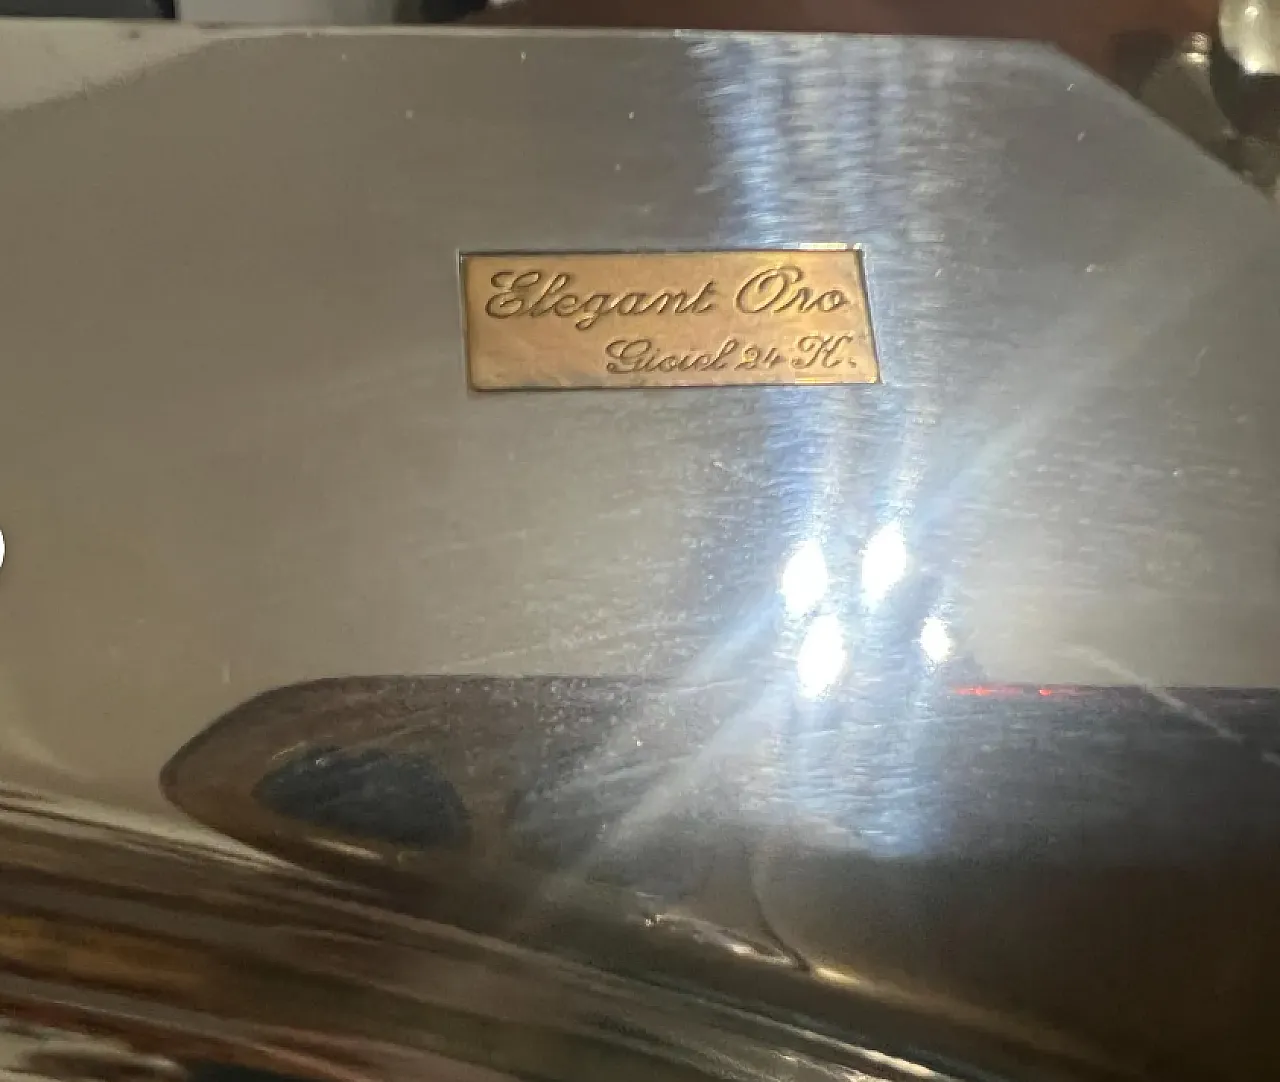 Elegant Oro
Gioiel 24 K.